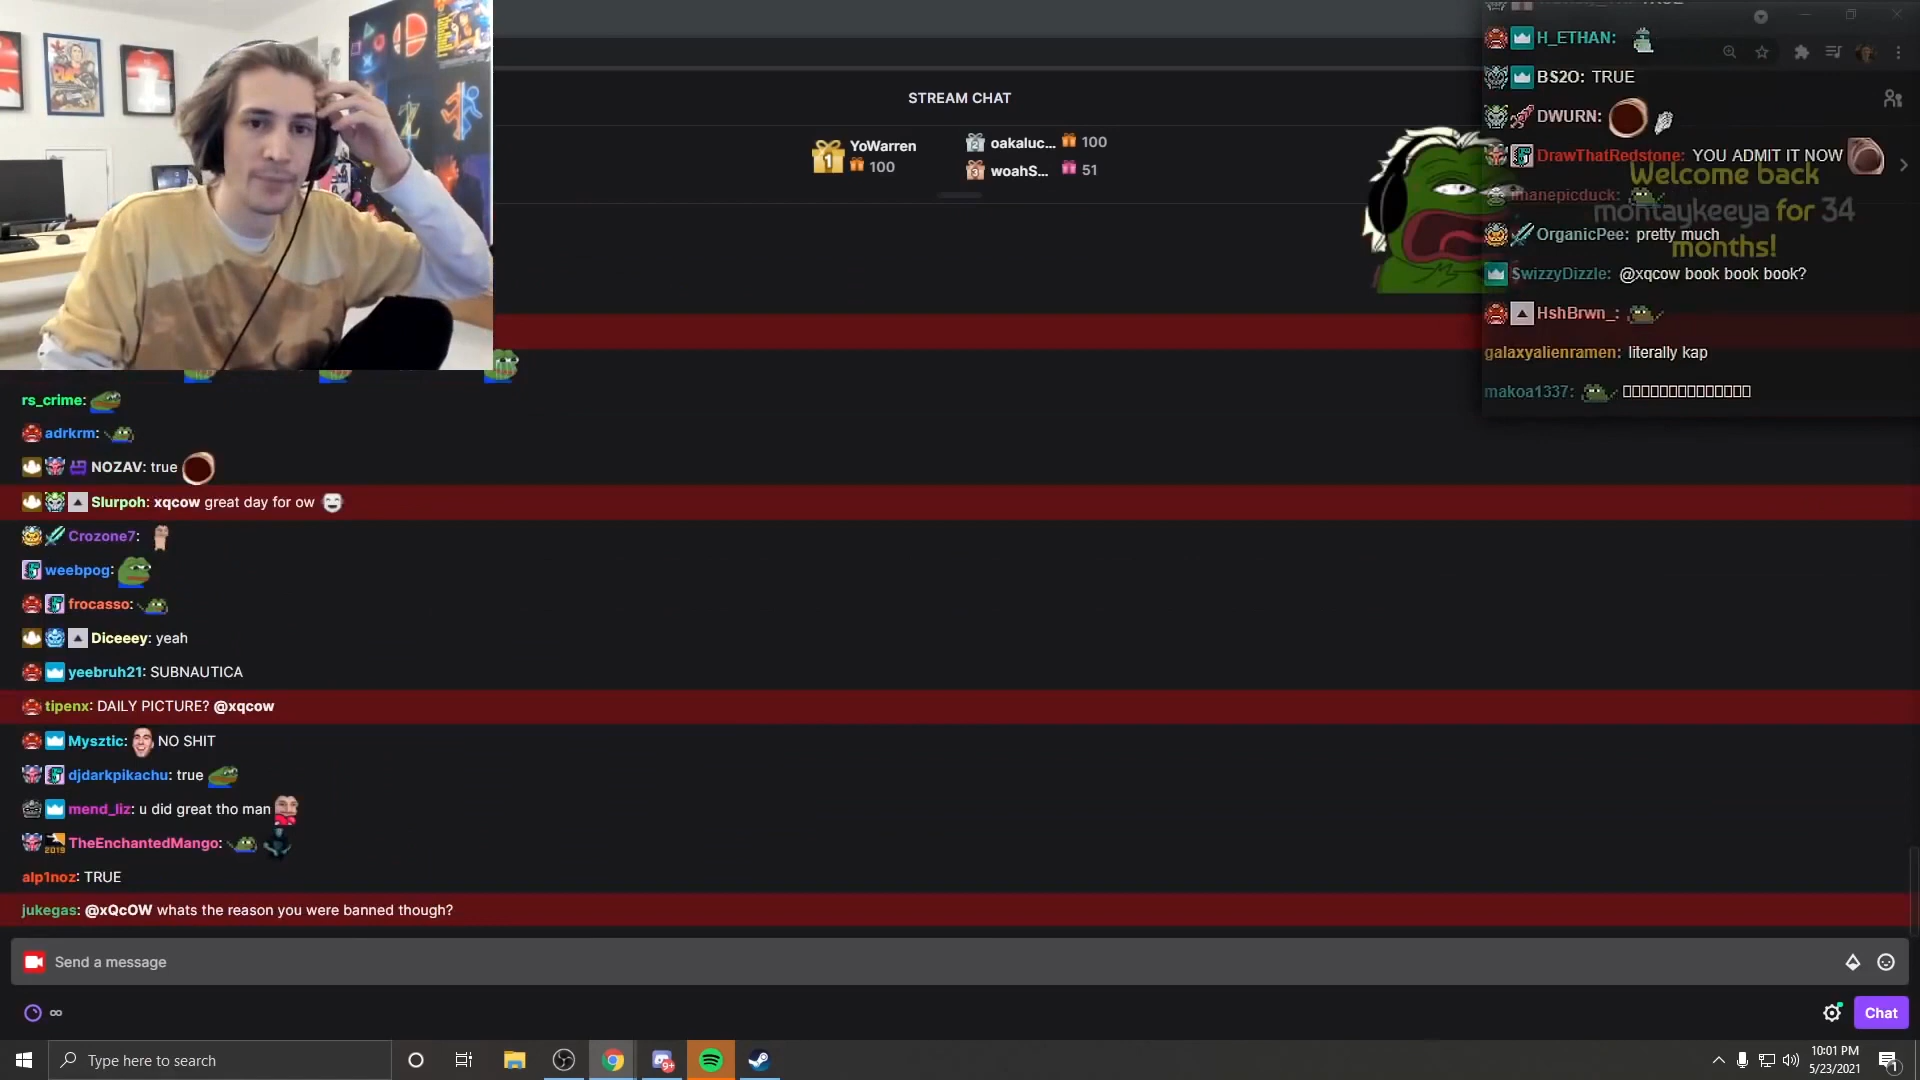 STREAM CHAT
YoWarren
100
oakaluc... 100
woahS... 51
H_ETHAN:
BS2O: TRUE
DWURN:
DrawThatRedstone: YOU ADMIT IT NOW
imanepicduck:
OrganicPee: pretty much
SwizzyDizzle: @xqcow book book book?
HshBrwn_:
galaxyalienramen: literally kap
makoa1337:
Welcome back
montaykeeya for 34
months!
rs_crime:
adrkrm:
NOZAV: true
Slurpoh: xqcow great day for ow
Crozone7:
weebpog:
frocasso:
Diceeey: yeah
yeebruh21: SUBNAUTICA
tipenx: DAILY PICTURE? @xqcow
Mysztic: NO SHIT
djdarkpikachu: true
mend_liz: u did great tho man
2019 TheEnchantedMango:
alp1noz: TRUE
jukegas: @xQcOW whats the reason you were banned though?
Send a message
∞
Chat
Type here to search
9+
10:01 PM
5/23/2021
1